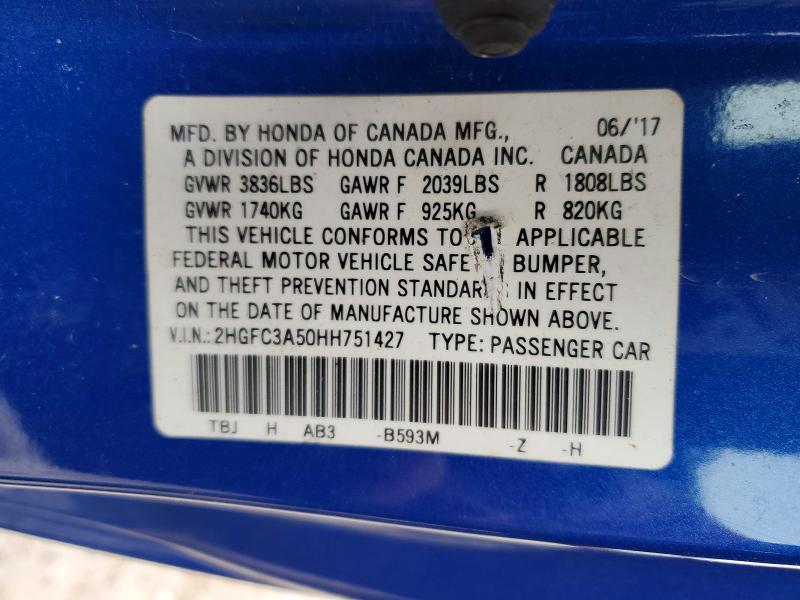 MFD. BY HONDA OF CANADA MFG., 06/'17
A DIVISION OF HONDA CANADA INC. CANADA
GVWR 3836LBS GAWR F 2039LBS R 1808LBS
GVWR 1740KG GAWR F 925KG R 820KG
THIS VEHICLE CONFORMS TO APPLICABLE
FEDERAL MOTOR VEHICLE SAFE BUMPER,
AND THEFT PREVENTION STANDARDS IN EFFECT
ON THE DATE OF MANUFACTURE SHOWN ABOVE.
V.I.N.: 2HGFC3A50HH751427 TYPE: PASSENGER CAR
TBJ H AB3 -B593M -Z -H